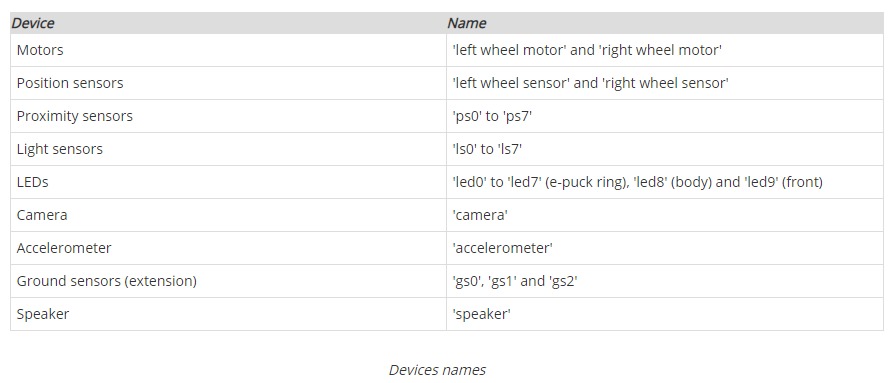 Device Name
Motors 'left wheel motor' and 'right wheel motor'
Position sensors 'left wheel sensor' and 'right wheel sensor'
Proximity sensors 'ps0' to 'ps7'
Light sensors 'ls0' to 'ls7'
LEDs 'led0' to 'led7' (e-puck ring), 'led8' (body) and 'led9' (front)
Camera 'camera'
Accelerometer 'accelerometer'
Ground sensors (extension) 'gs0', 'gs1' and 'gs2'
Speaker 'speaker'
Devices names